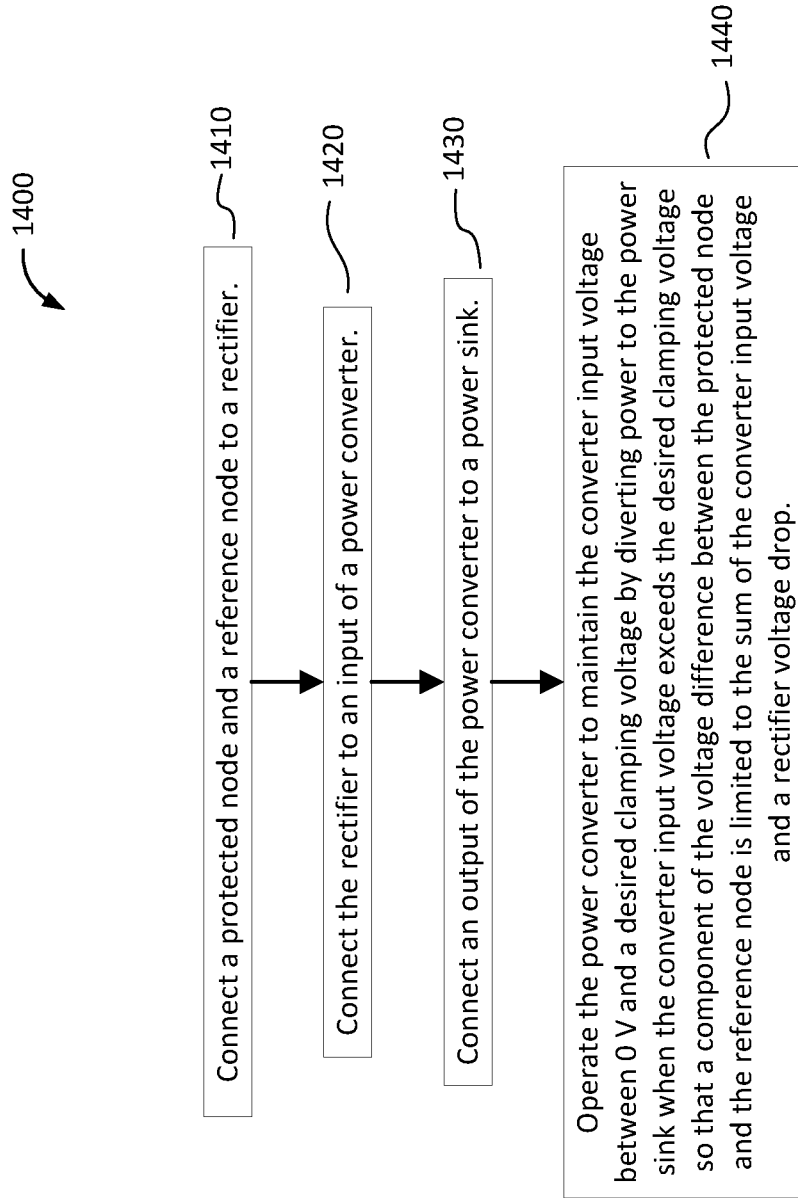 1400
Connect a protected node and a reference node to a rectifier.
1410
Connect the rectifier to an input of a power converter.
1420
Connect an output of the power converter to a power sink.
1430
Operate the power converter to maintain the converter input voltage
between 0 V and a desired clamping voltage by diverting power to the power
sink when the converter input voltage exceeds the desired clamping voltage
so that a component of the voltage difference between the protected node
and the reference node is limited to the sum of the converter input voltage
and a rectifier voltage drop.
1440